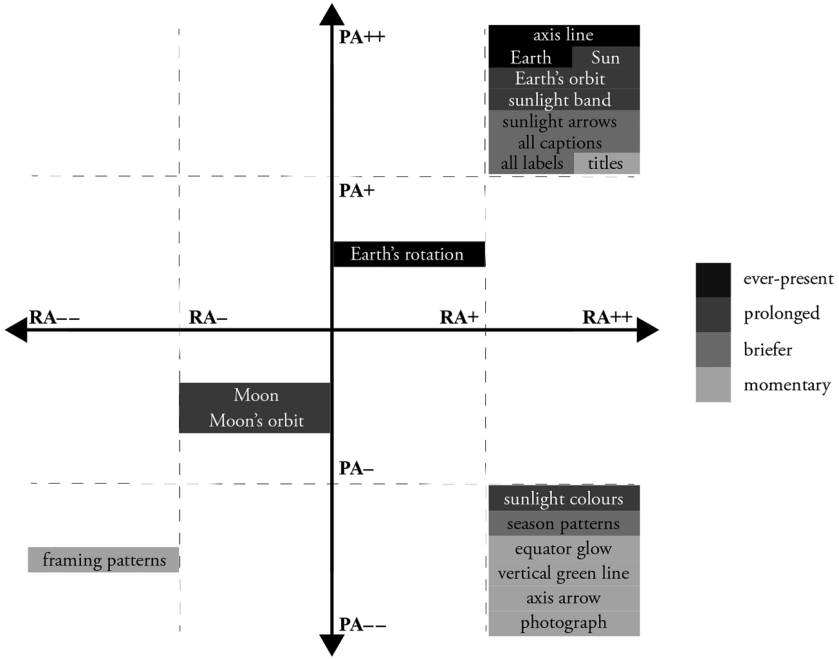 PA++
axis line
Earth Sun
Earth's orbit
sunlight band
sunlight arrows
all captions
all labels titles
PA+
Earth's rotation
ever-present
prolonged
briefer
momentary
RA–– RA– RA+ RA++
Moon
Moon's orbit
PA–
sunlight colours
season patterns
equator glow
vertical green line
axis arrow
photograph
framing patterns
PA––